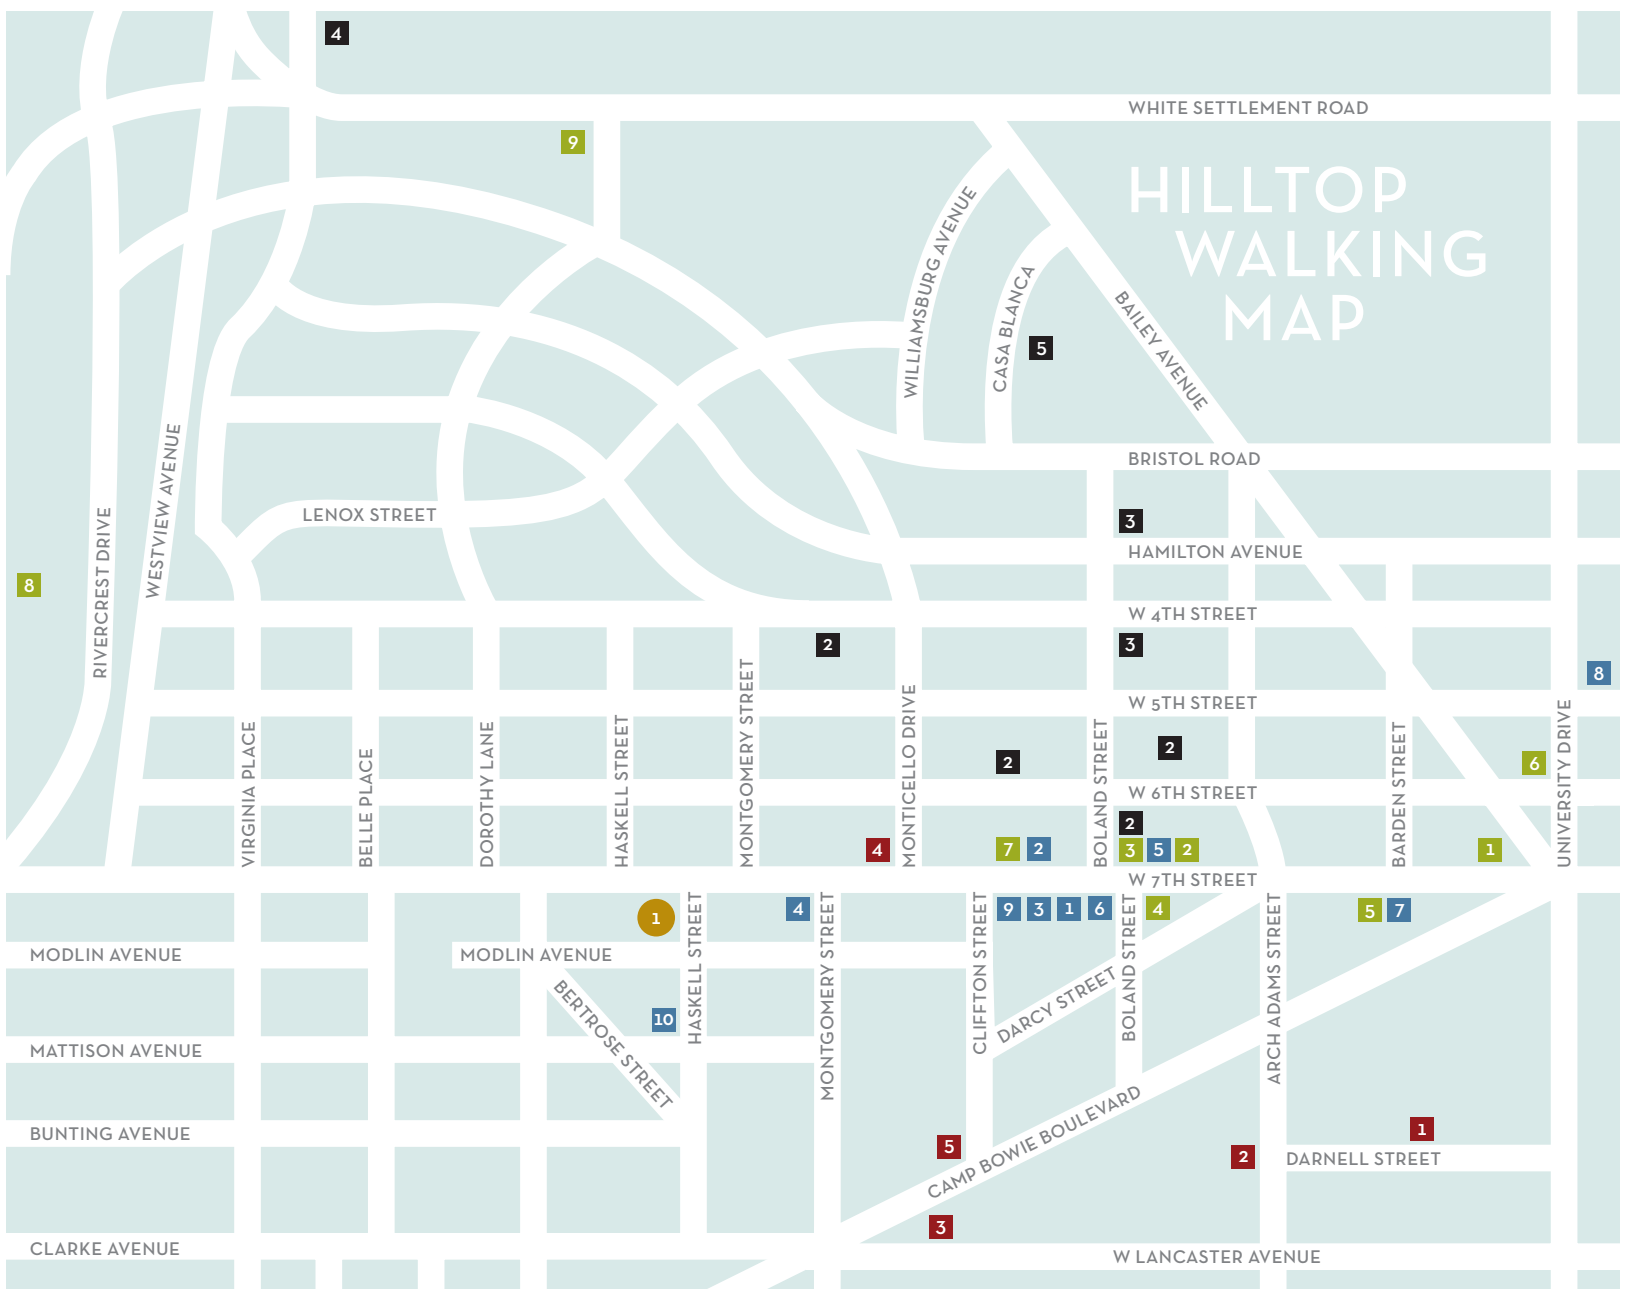 4
WHITE SETTLEMENT ROAD
9
HILLTOP
WALKING
MAP
WILLIAMSBURG AVENUE
CASA BLANCA
BAILEY AVENUE
5
BRISTOL ROAD
WESTVIEW AVENUE
RIVERCREST DRIVE
LENOX STREET
3
HAMILTON AVENUE
8
W 4TH STREET
2
3
8
W 5TH STREET
VIRGINIA PLACE
BELLE PLACE
DOROTHY LANE
HASKELL STREET
MONTGOMERY STREET
MONTICELLO DRIVE
BOLAND STREET
BARDEN STREET
UNIVERSITY DRIVE
2
2
6
W 6TH STREET
2
4
7
2
3
5
2
1
W 7TH STREET
1
4
9
3
1
6
4
5
7
MODLIN AVENUE
MODLIN AVENUE
BERTROSE STREET
HASKELL STREET
MONTGOMERY STREET
CLIFFTON STREET
DARCY STREET
BOLAND STREET
ARCH ADAMS STREET
10
MATTISON AVENUE
BUNTING AVENUE
CAMP BOWIE BOULEVARD
5
2
1
DARNELL STREET
3
CLARKE AVENUE
W LANCASTER AVENUE